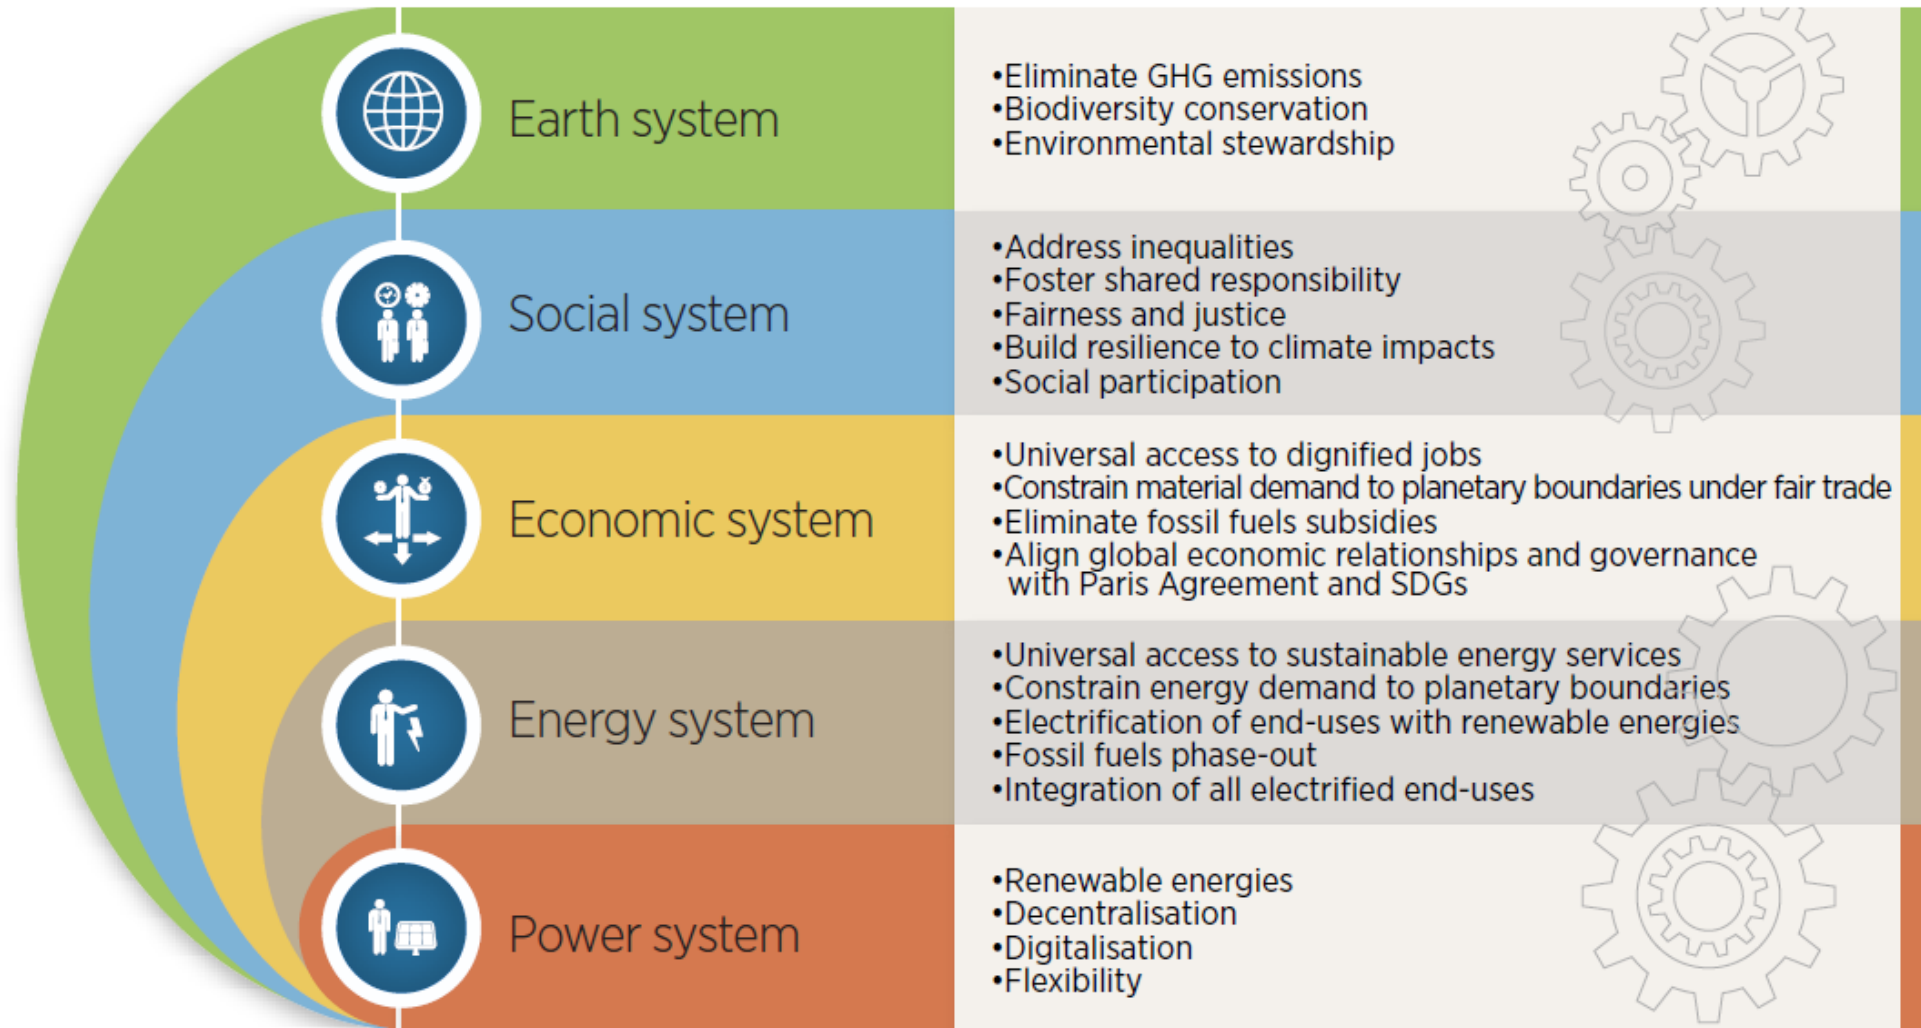 Earth system
•Eliminate GHG emissions
•Biodiversity conservation
•Environmental stewardship
Social system
•Address inequalities
•Foster shared responsibility
•Fairness and justice
•Build resilience to climate impacts
•Social participation
Economic system
•Universal access to dignified jobs
•Constrain material demand to planetary boundaries under fair trade
•Eliminate fossil fuels subsidies
•Align global economic relationships and governance
with Paris Agreement and SDGs
Energy system
•Universal access to sustainable energy services
•Constrain energy demand to planetary boundaries
•Electrification of end-uses with renewable energies
•Fossil fuels phase-out
•Integration of all electrified end-uses
Power system
•Renewable energies
•Decentralisation
•Digitalisation
•Flexibility